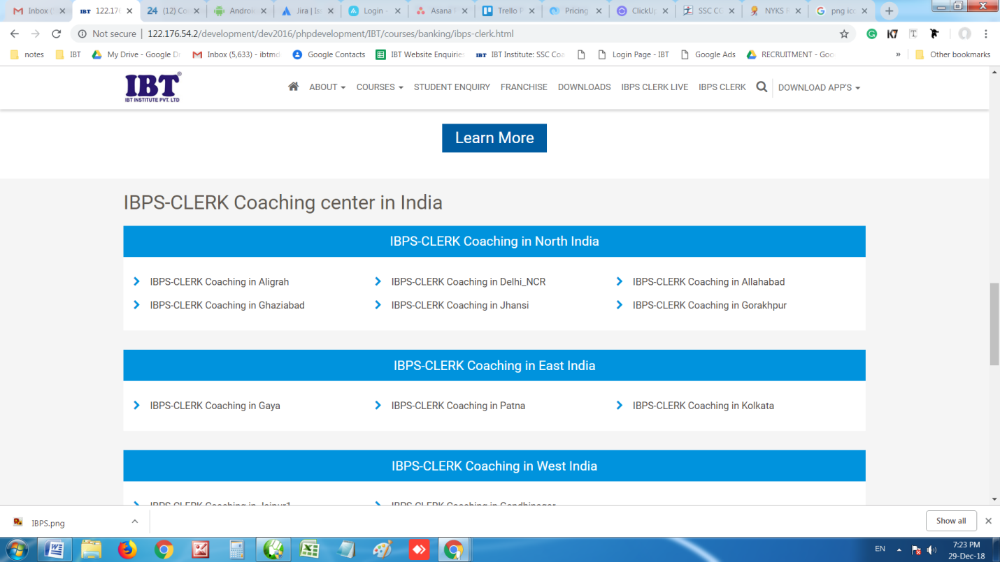 Inbox (
122.176
(12) Co
Android
Jira | Is
Login -
Asana
Trello P
Pricing
ClickUp
SSC CG
NYKS R
png ico
Not secure | 122.176.54.2/development/dev2016/phpdevelopment/IBT/courses/banking/ibps-clerk.html
notes IBT My Drive - Google Dr Inbox (5,633) - ibtmd Google Contacts IBT Website Enquiries IBT Institute: SSC Coa Login Page - IBT Google Ads RECRUITMENT - Goo » Other bookmarks
IBT®
IBT INSTITUTE PVT. LTD
ABOUT COURSES STUDENT ENQUIRY FRANCHISE DOWNLOADS IBPS CLERK LIVE IBPS CLERK DOWNLOAD APP'S
Learn More
IBPS-CLERK Coaching center in India
IBPS-CLERK Coaching in North India
IBPS-CLERK Coaching in Aligrah IBPS-CLERK Coaching in Delhi_NCR IBPS-CLERK Coaching in Allahabad
IBPS-CLERK Coaching in Ghaziabad IBPS-CLERK Coaching in Jhansi IBPS-CLERK Coaching in Gorakhpur
IBPS-CLERK Coaching in East India
IBPS-CLERK Coaching in Gaya IBPS-CLERK Coaching in Patna IBPS-CLERK Coaching in Kolkata
IBPS-CLERK Coaching in West India
IBPS-CLERK Coaching in Jaipur1 IBPS-CLERK Coaching in Gandhinagar
IBPS.png Show all
EN 7:23 PM
29-Dec-18